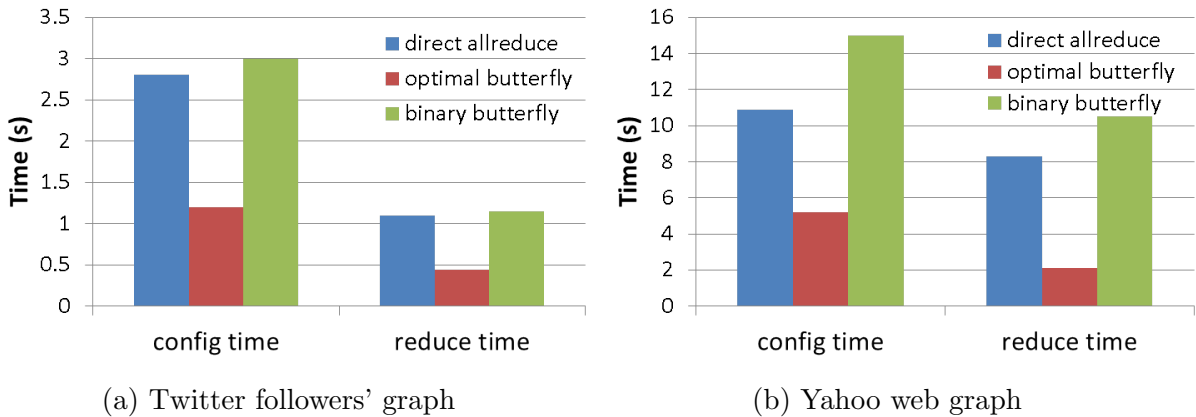 3.5
3
2.5
2
1.5
1
0.5
0
Time (s)
direct allreduce
optimal butterfly
binary butterfly
config time
reduce time
(a) Twitter followers’ graph
16
14
12
10
8
6
4
2
0
Time (s)
direct allreduce
optimal butterfly
binary butterfly
config time
reduce time
(b) Yahoo web graph